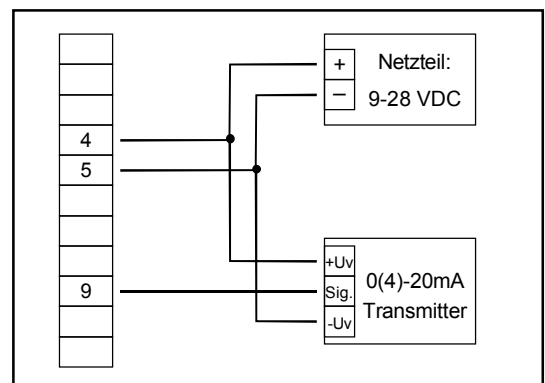 +
Netzteil:
–
9-28 VDC
4
5
9
+Uv
Sig.
-Uv
0(4)-20mA
Transmitter